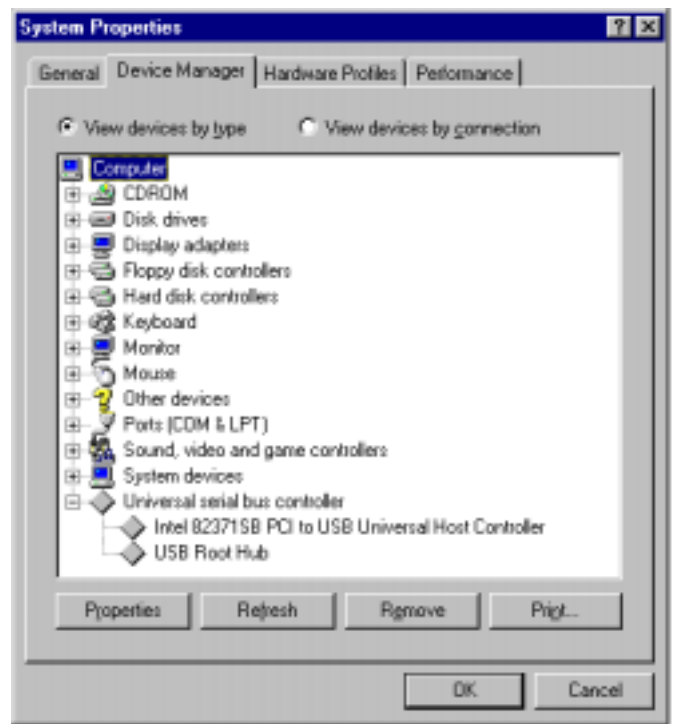 System Properties
General Device Manager Hardware Profiles Performance
View devices by type View devices by connection
Computer
CDROM
Disk drives
Display adapters
Floppy disk controllers
Hard disk controllers
Keyboard
Monitor
Mouse
Other devices
Ports (COM & LPT)
Sound, video and game controllers
System devices
Universal serial bus controller
Intel 82371SB PCI to USB Universal Host Controller
USB Root Hub
Properties Refresh Remove Print...
OK Cancel